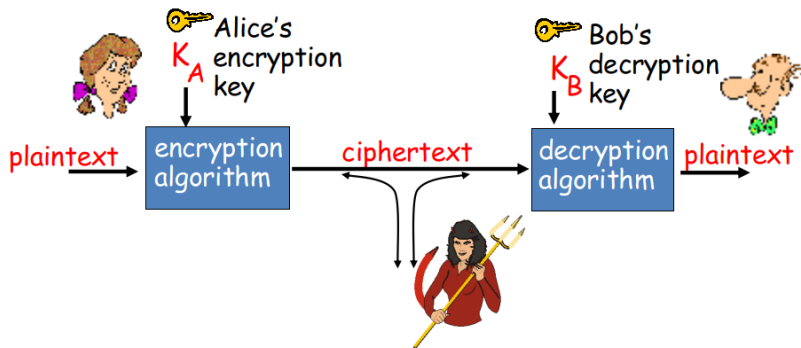 Alice's
encryption
key
K_A
Bob's
decryption
key
K_B
plaintext
encryption
algorithm
ciphertext
decryption
algorithm
plaintext